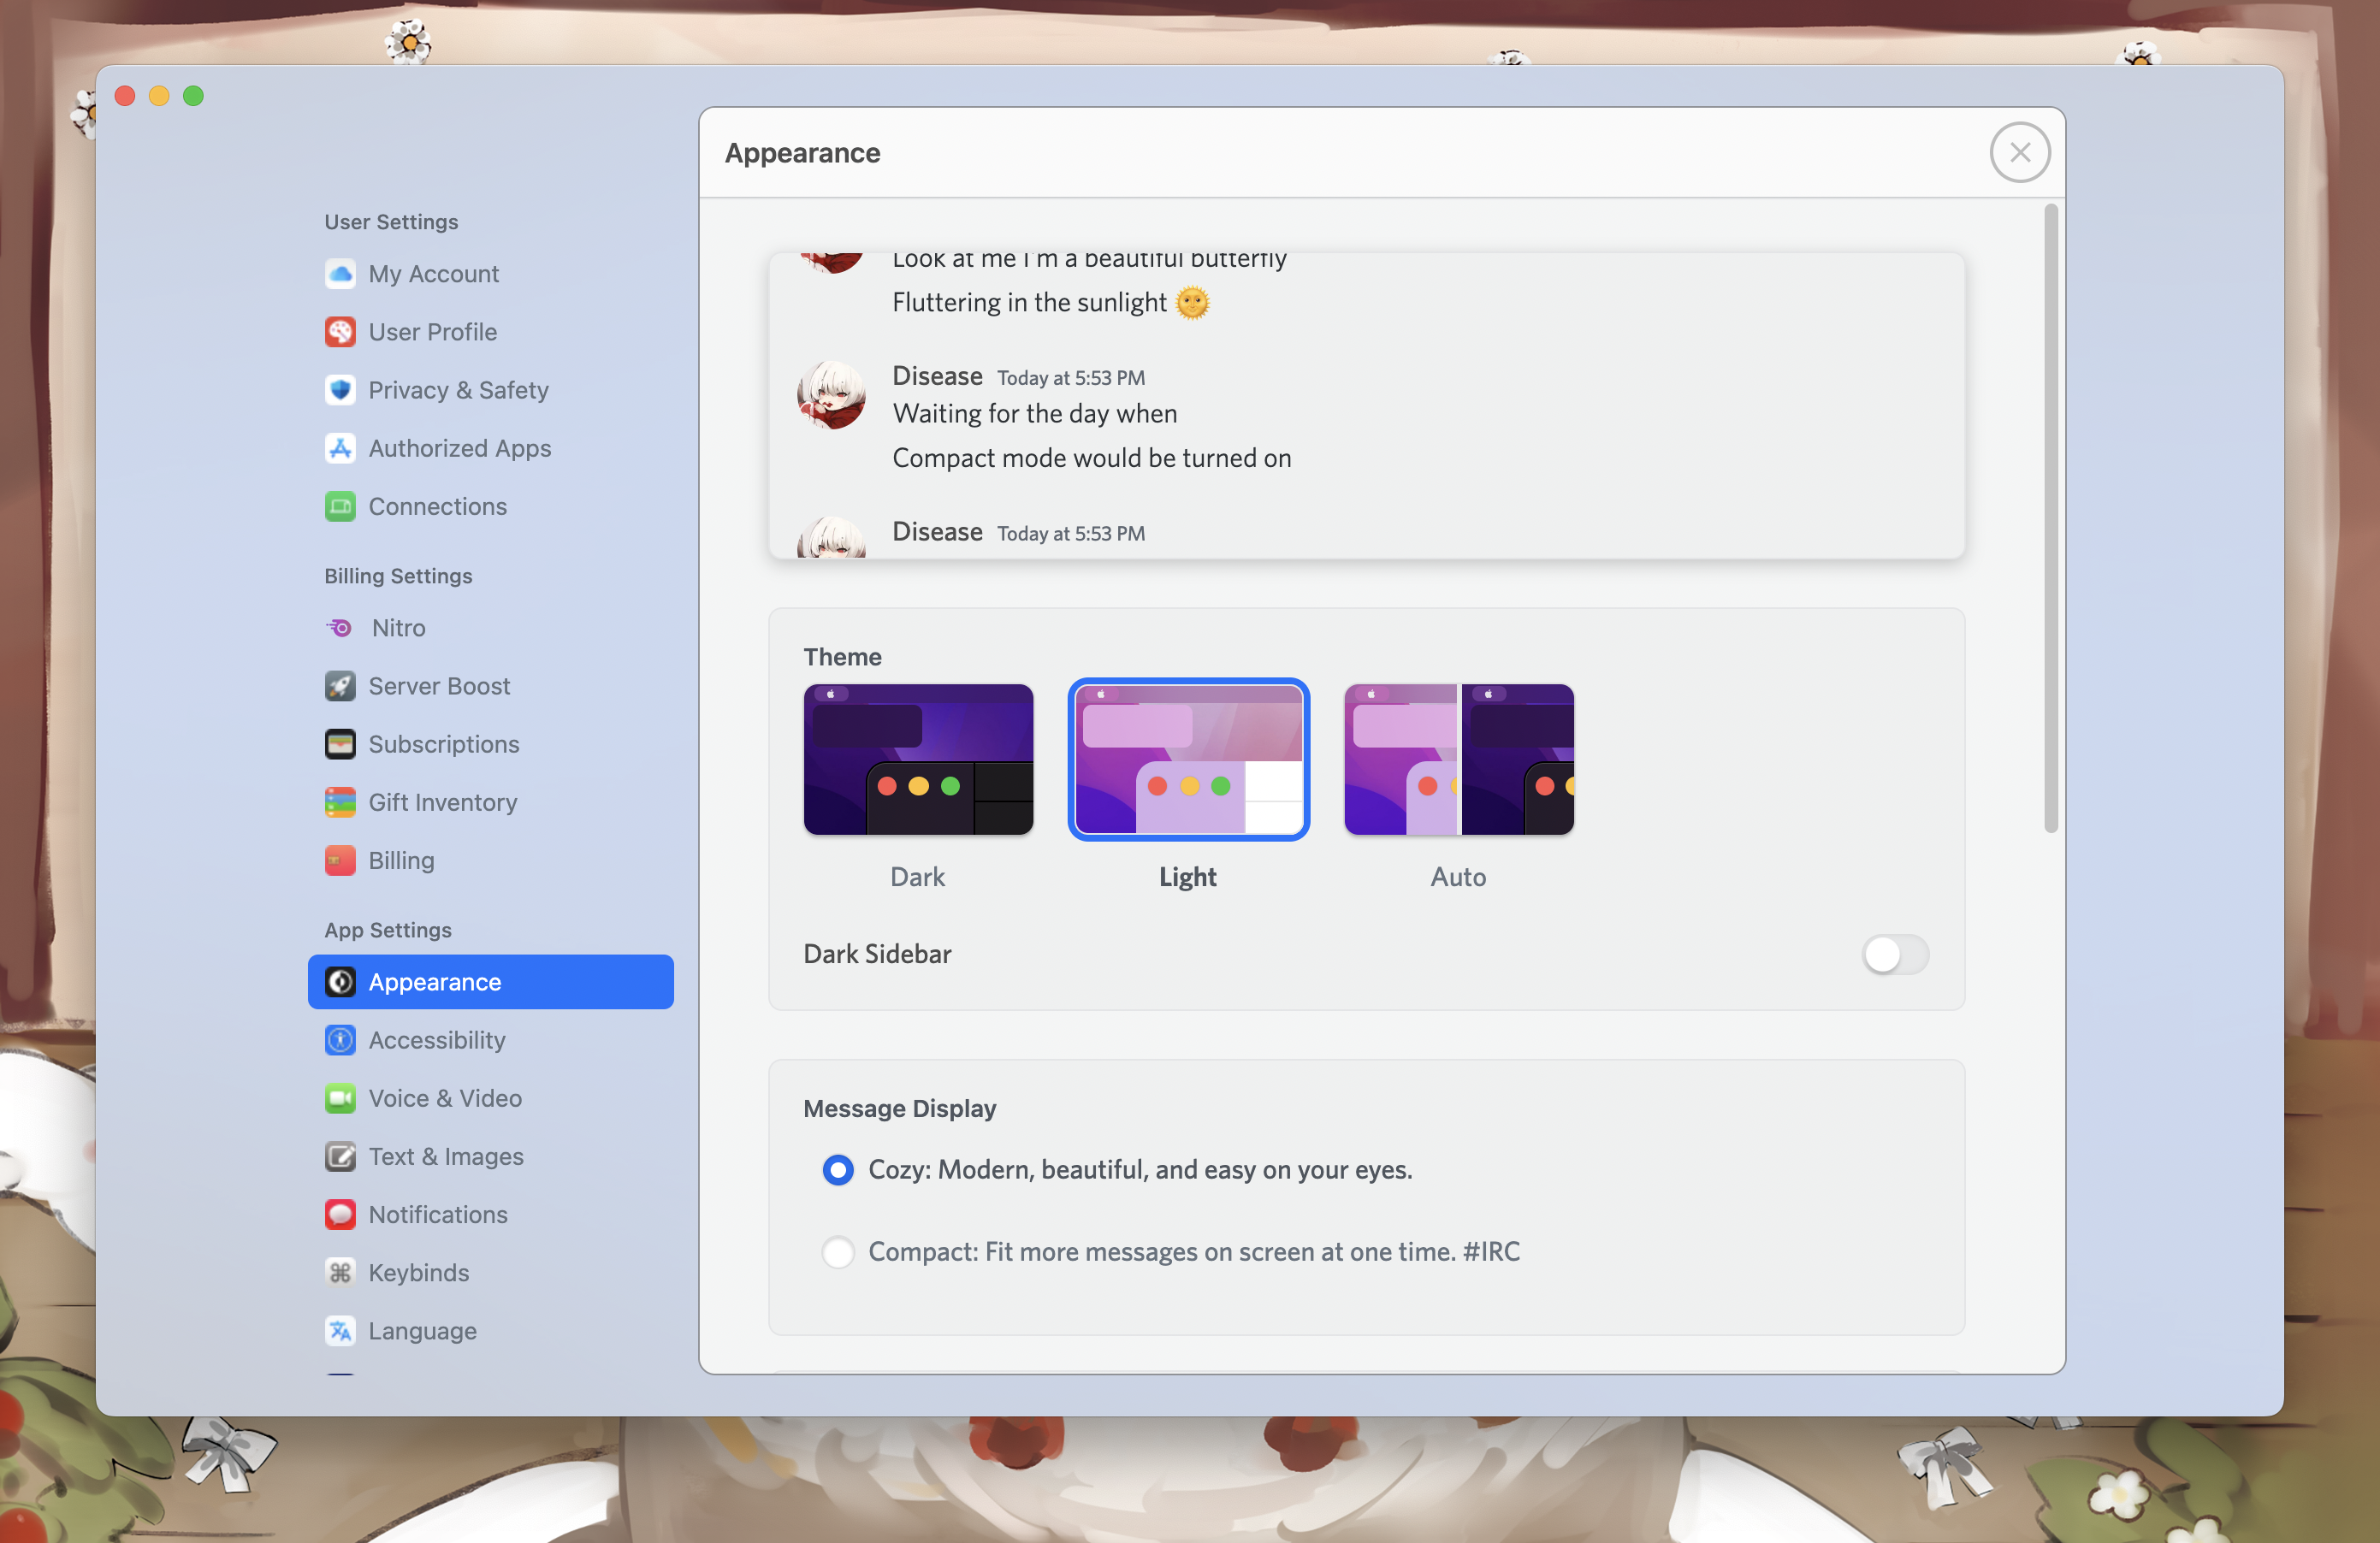 Appearance
User Settings
My Account
User Profile
Privacy & Safety
Authorized Apps
Connections
Billing Settings
Nitro
Server Boost
Subscriptions
Gift Inventory
Billing
App Settings
Appearance
Accessibility
Voice & Video
Text & Images
Notifications
Keybinds
Language
Look at me I'm a beautiful butterfly
Fluttering in the sunlight 🌞
Disease Today at 5:53 PM
Waiting for the day when
Compact mode would be turned on
Disease Today at 5:53 PM
Theme
Dark
Light
Auto
Dark Sidebar
Message Display
Cozy: Modern, beautiful, and easy on your eyes.
Compact: Fit more messages on screen at one time. #IRC